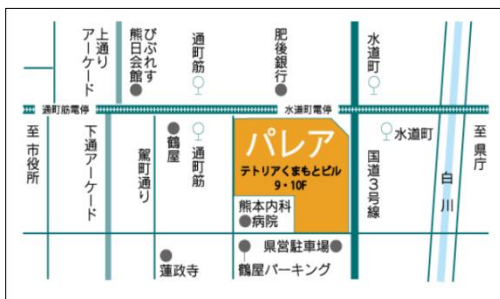 上通り
アーケード
びぷれす
熊日会館
通町筋
肥後銀行
水道町
通町筋電停
水道町電停
至市役所
下通アーケード
駕町通り
鶴屋
通町筋
パレア
テトリアくまもとビル
9・10F
水道町
国道3号線
白川
至県庁
熊本内科
病院
県営駐車場
蓮政寺
鶴屋パーキング